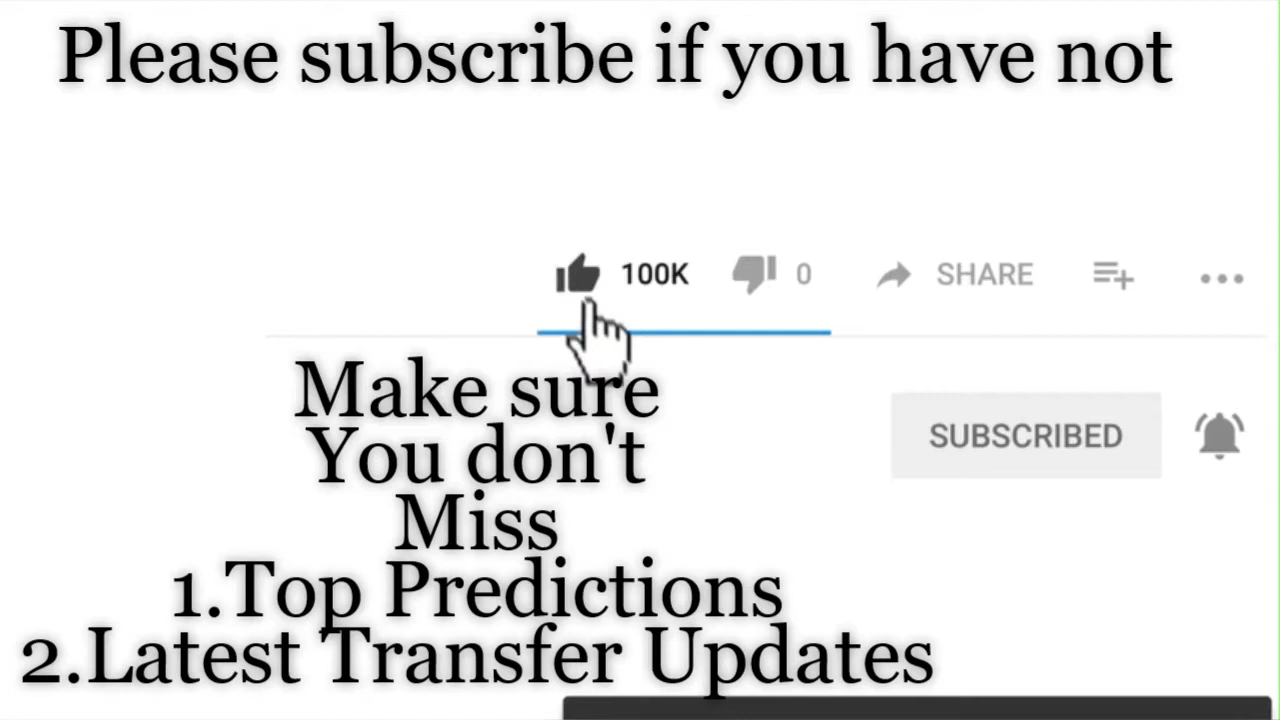 Please subscribe if you have not
100K 0 SHARE
Make sure
You don't
SUBSCRIBED
Miss
1.Top Predictions
2.Latest Transfer Updates